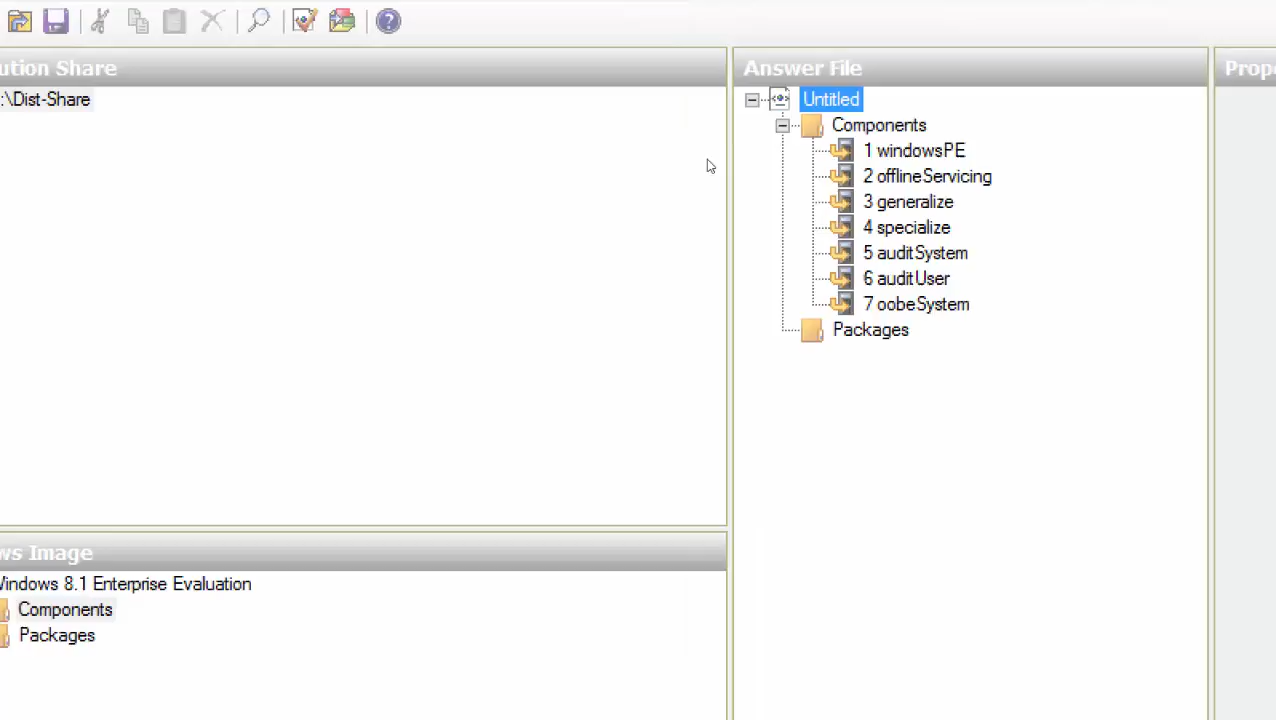 ution Share
:\Dist-Share
ws Image
Windows 8.1 Enterprise Evaluation
Components
Packages
Answer File
Untitled
Components
1 windowsPE
2 offlineServicing
3 generalize
4 specialize
5 auditSystem
6 auditUser
7 oobeSystem
Packages
Prope